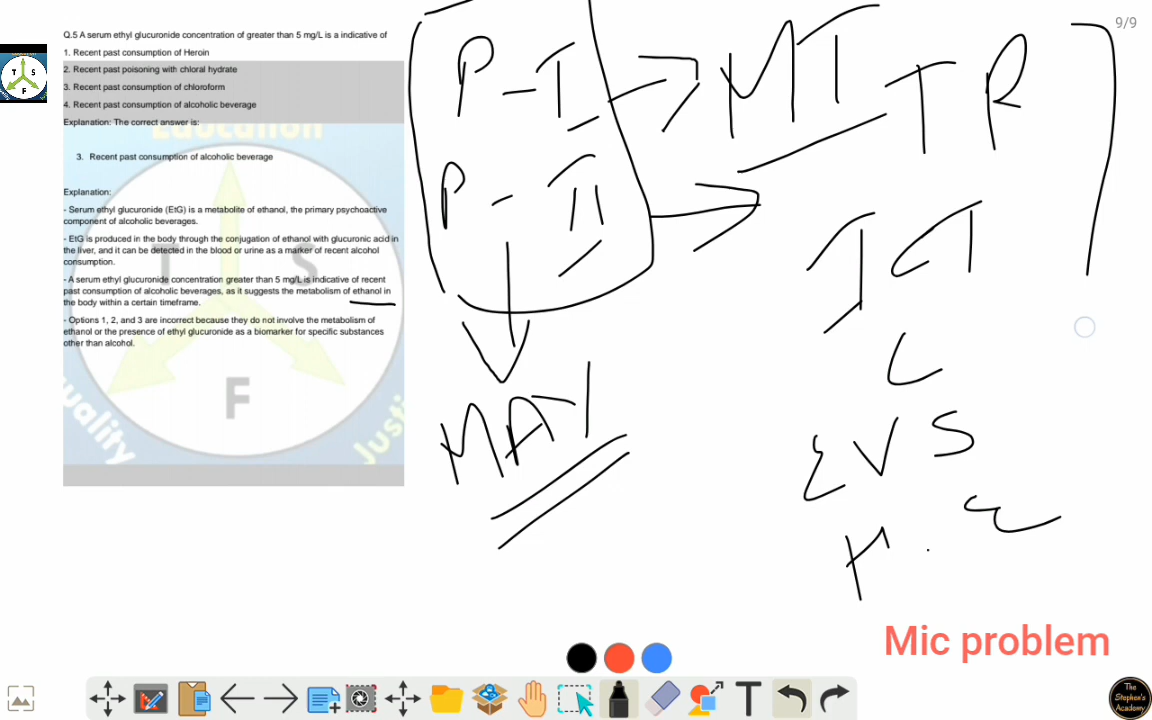 Q.5 A serum ethyl glucuronide concentration of greater than 5 mg/L is a indicative of
1. Recent past consumption of Heroin
2. Recent past poisoning with chloral hydrate
3. Recent past consumption of chloroform
4. Recent past consumption of alcoholic beverage
Explanation: The correct answer is:
3. Recent past consumption of alcoholic beverage
Explanation:
- Serum ethyl glucuronide (EtG) is a metabolite of ethanol, the primary psychoactive
component of alcoholic beverages.
- EtG is produced in the body through the conjugation of ethanol with glucuronic acid in
the liver, and it can be detected in the blood or urine as a marker of recent alcohol
consumption.
- A serum ethyl glucuronide concentration greater than 5 mg/L is indicative of recent
past consumption of alcoholic beverages, as it suggests the metabolism of ethanol in
the body within a certain timeframe.
- Options 1, 2, and 3 are incorrect because they do not involve the metabolism of
ethanol or the presence of ethyl glucuronide as a biomarker for specific substances
other than alcohol.
Education
T S
F
Quality
Justi
T S
F
P-I
P-II
MAY
MT
TR
ICT
C
EVS
9/9
Mic problem
T
The
Stephen's
Academy